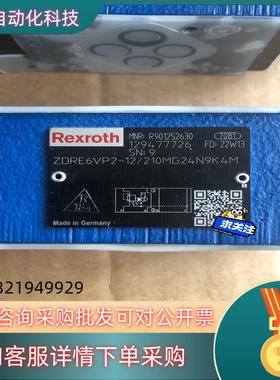 自动化科技
Rexroth
MNR: R901252630
7081
129477726
FD: 22W13
SN: 9
ZDRE6VP2-12/210MG24N9K4M
Made in Germany
来关注
321949929
咨询采购批发可对公开票
客服详情下单采购